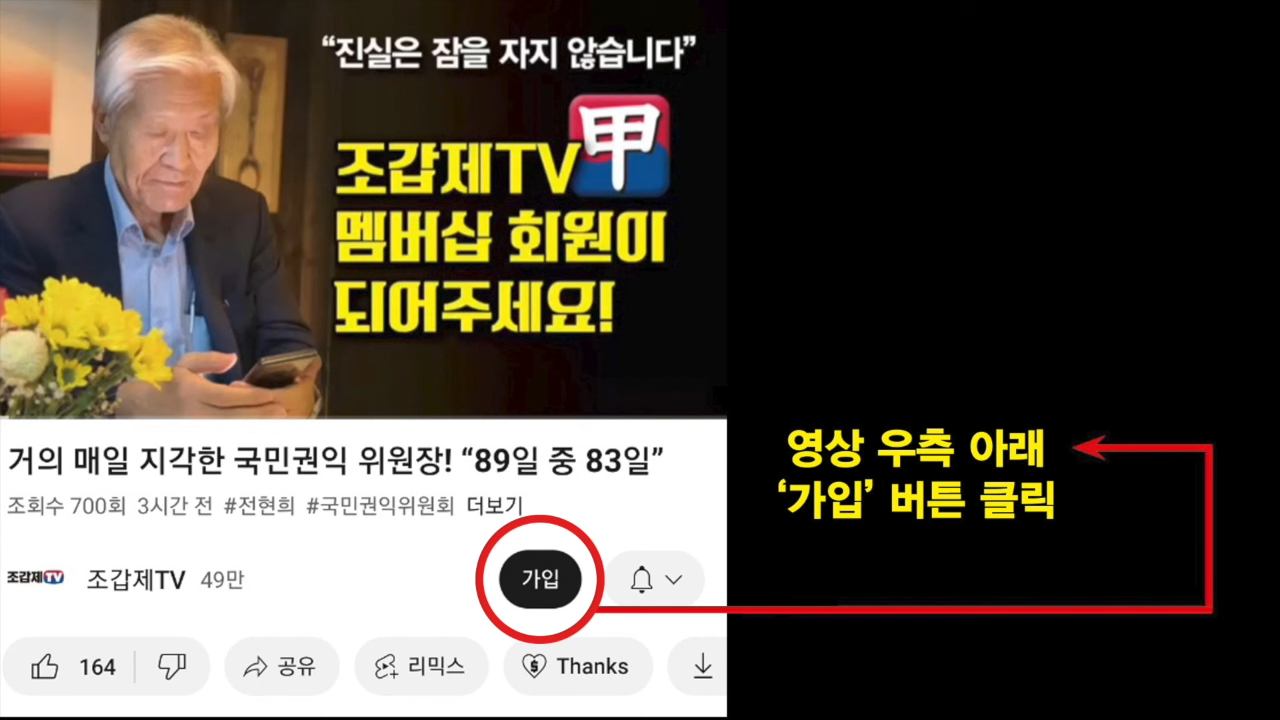 “진실은 잠을 자지 않습니다”
조갑제TV 甲
멤버십 회원이
되어주세요!
거의 매일 지각한 국민권익 위원장! “89일 중 83일”
조회수 700회 3시간 전 #전현희 #국민권익위원회 더보기
영상 우측 아래
‘가입’ 버튼 클릭
조갑제TV 조갑제TV 49만 가입
164 공유 리믹스 Thanks